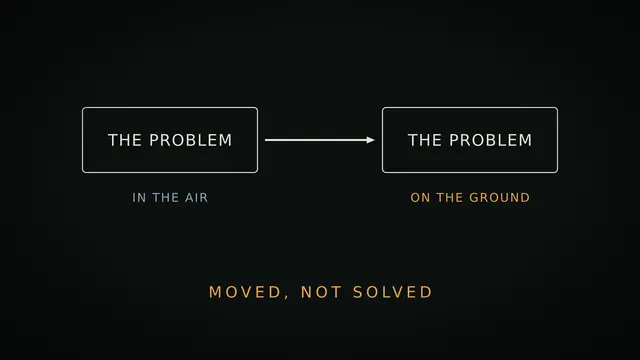 THE PROBLEM
THE PROBLEM
IN THE AIR
ON THE GROUND
MOVED, NOT SOLVED